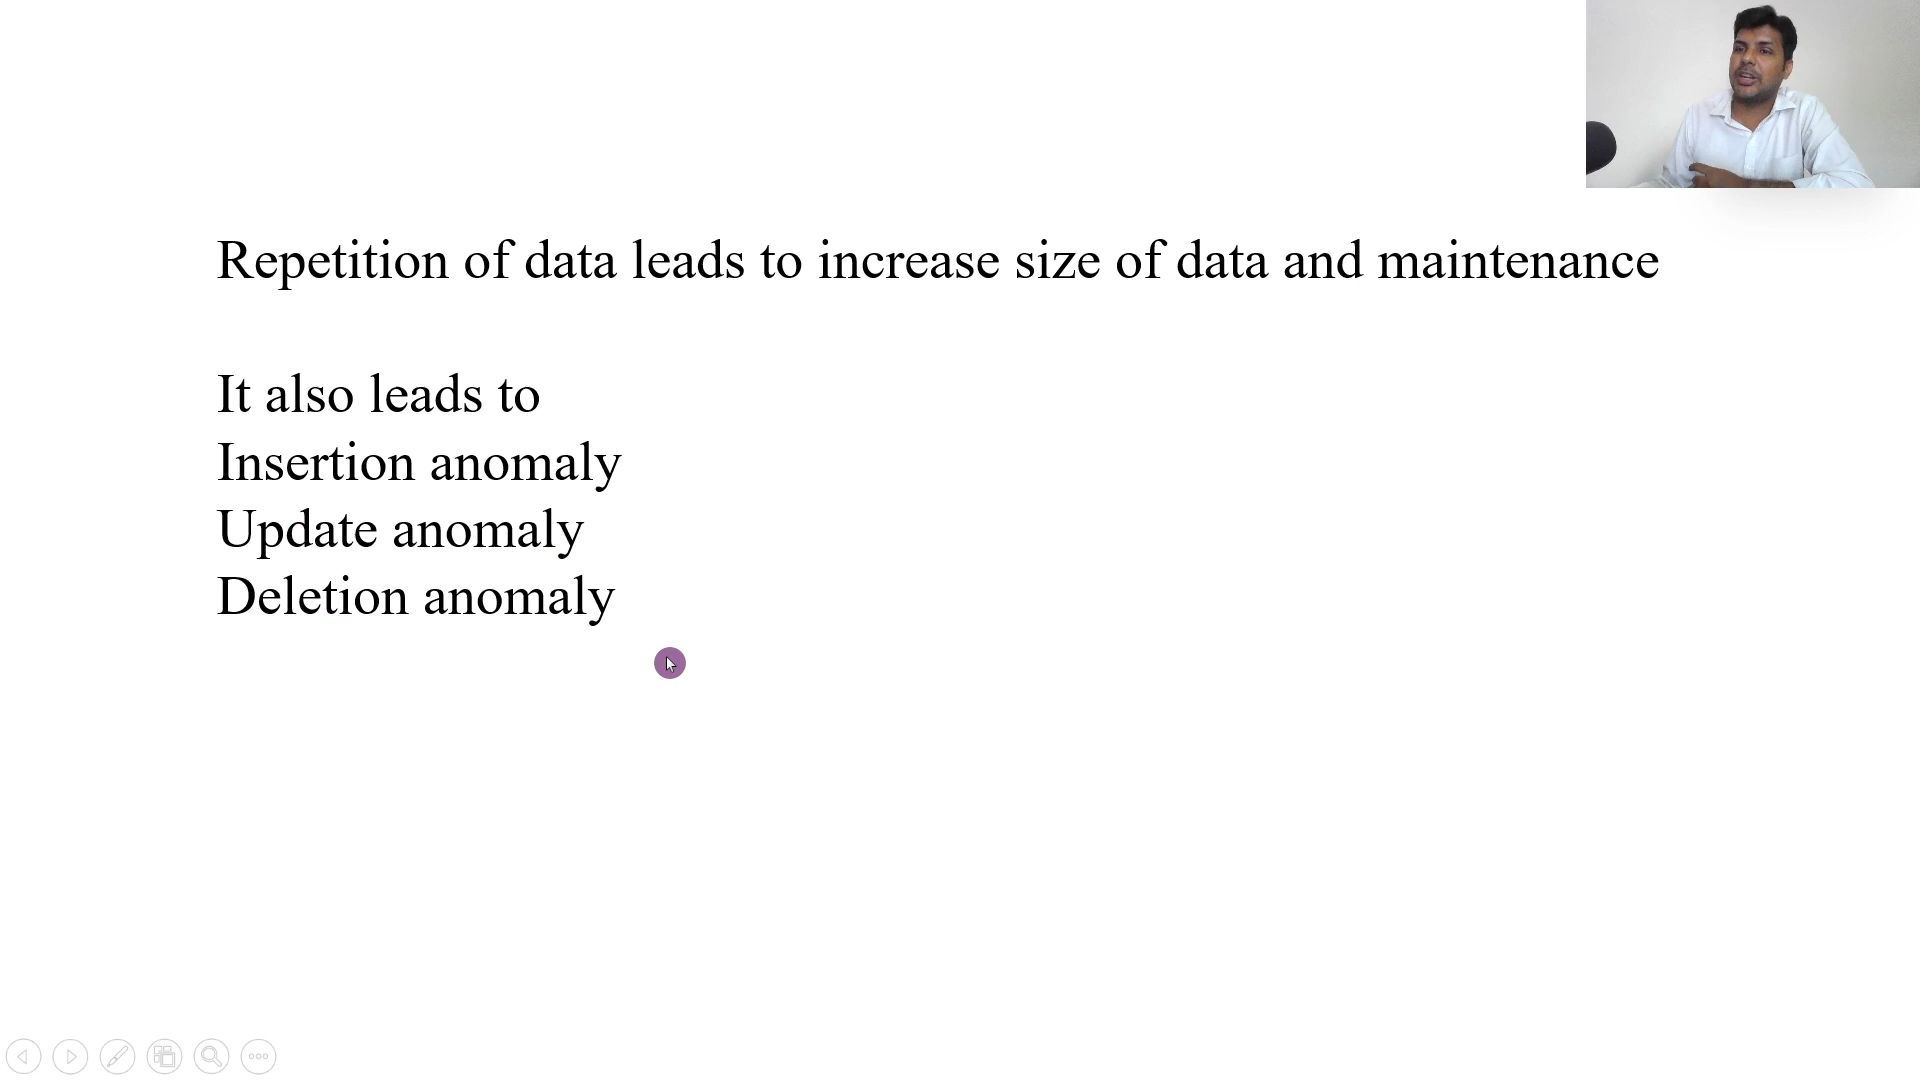 Repetition of data leads to increase size of data and maintenance
It also leads to
Insertion anomaly
Update anomaly
Deletion anomaly